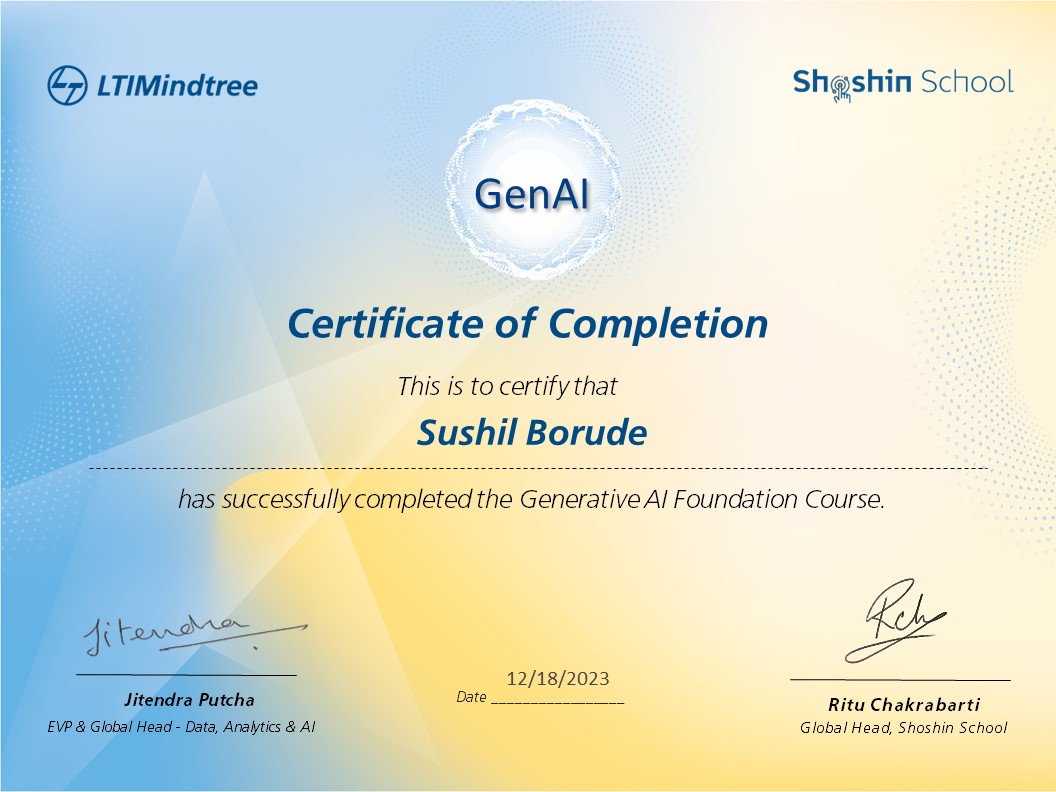 LTIMindtree
Shoshin School
GenAI
Certificate of Completion
This is to certify that
Sushil Borude
has successfully completed the Generative AI Foundation Course.
Jitendra
Rch
12/18/2023
Date
Jitendra Putcha
EVP & Global Head - Data, Analytics & AI
Ritu Chakrabarti
Global Head, Shoshin School